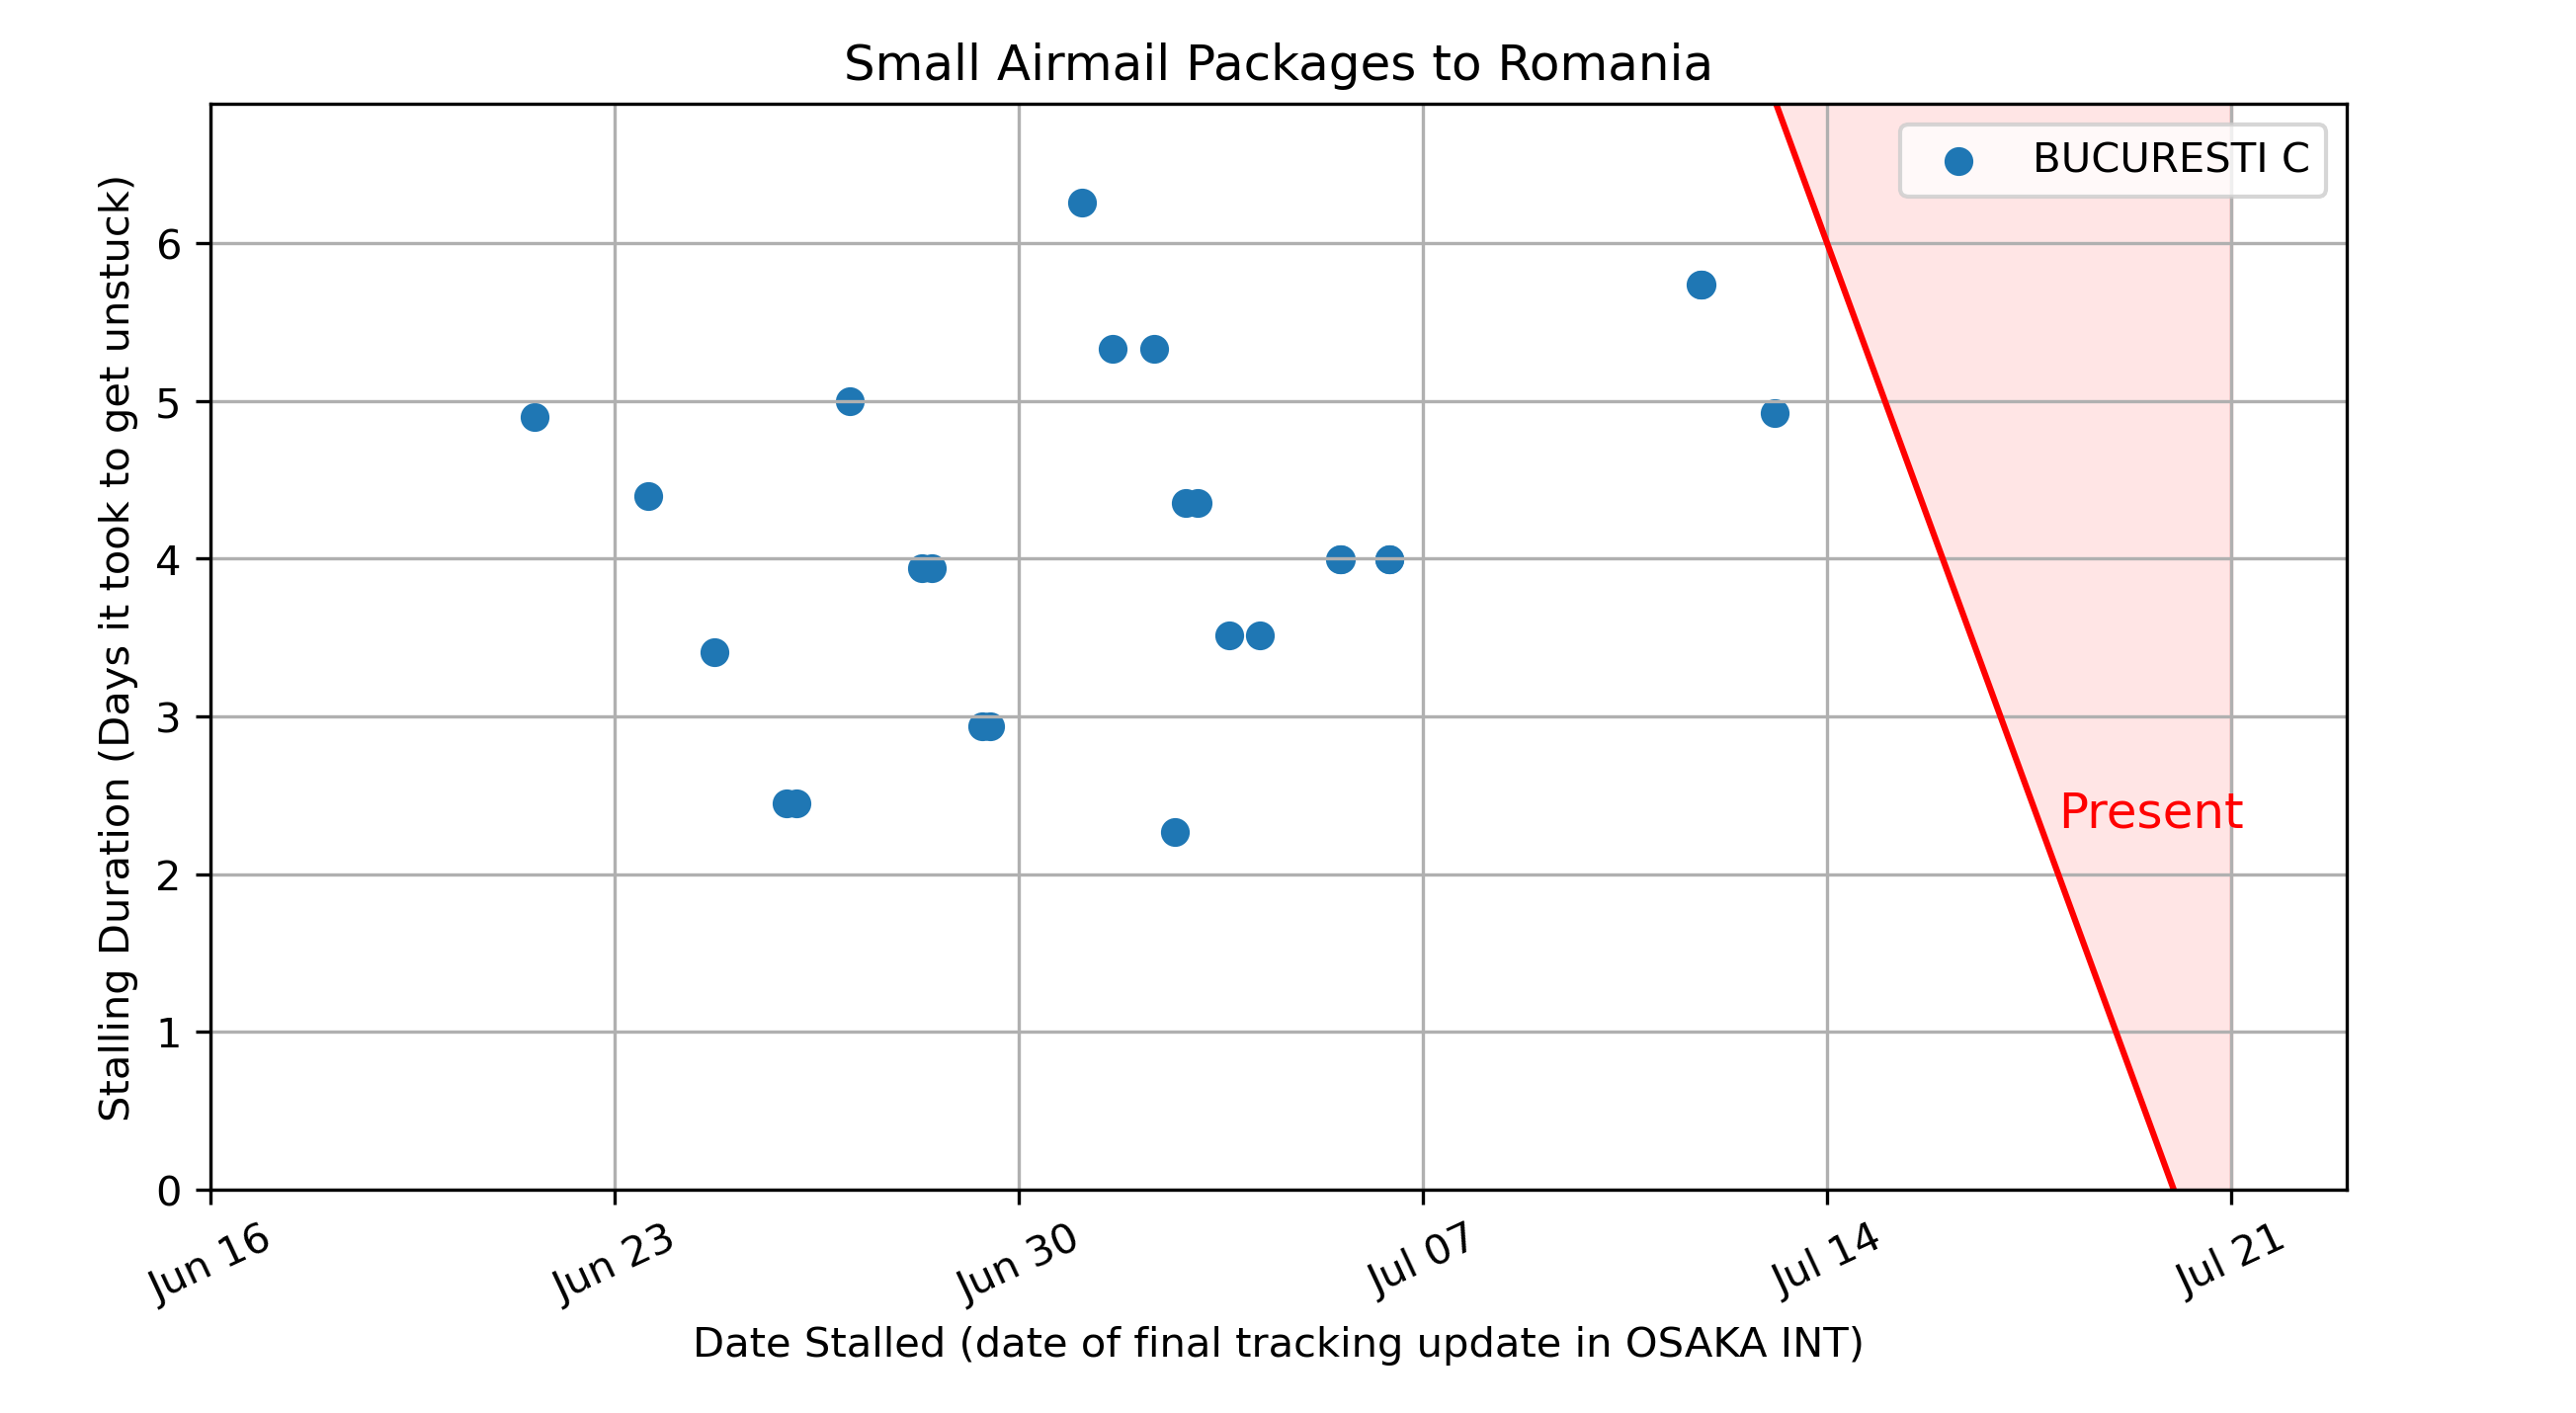 Small Airmail Packages to Romania
BUCURESTI C
Stalling Duration (Days it took to get unstuck)
6
5
4
3
2
1
0
Present
Jun 16
Jun 23
Jun 30
Jul 07
Jul 14
Jul 21
Date Stalled (date of final tracking update in OSAKA INT)